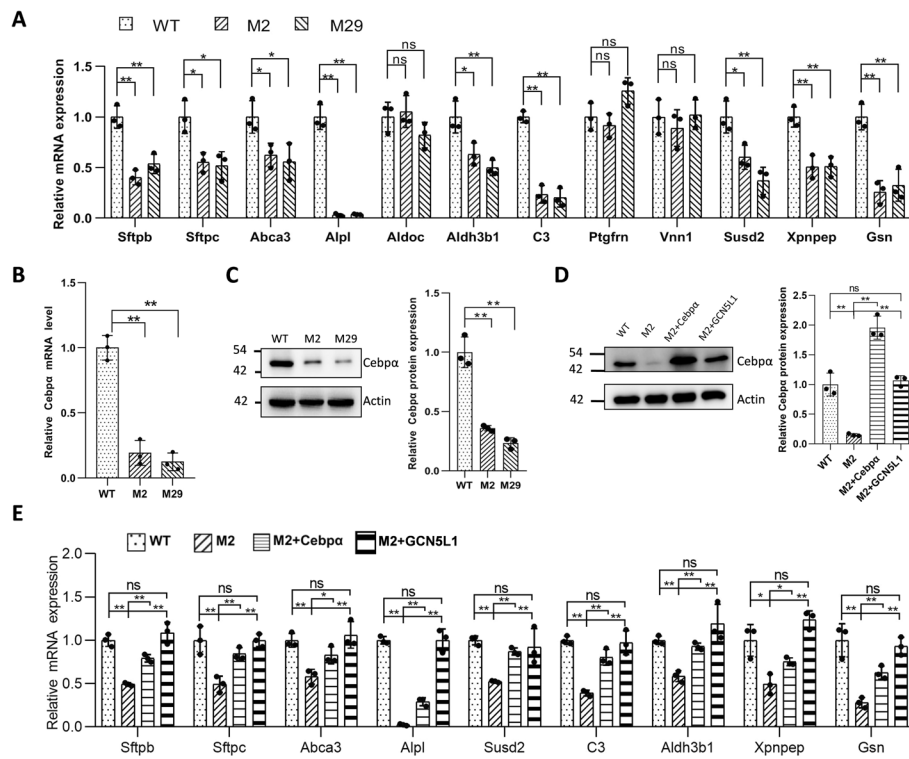 A
WT M2 M29
Relative mRNA expression
1.5
1.0
0.5
0.0
** ** * * * * ** ** ns ns * ** ** ** ns ns ns ns * ** ** ** ** **
Sftpb Sftpc Abca3 Alpl Aldoc Aldh3b1 C3 Ptgfrn Vnn1 Susd2 Xpnpep Gsn
B
Relative Cebpα mRNA level
1.5
1.0
0.5
0.0
**
**
WT M2 M29
C
WT M2 M29
54
42
Cebpα
42
Actin
Relative Cebpα protein expression
1.5
1.0
0.5
0.0
**
**
WT M2 M29
D
WT M2 M2+Cebpα M2+GCN5L1
54
42
Cebpα
42
Actin
Relative Cebpα protein expression
2.5
2.0
1.5
1.0
0.5
0.0
ns
**
** **
WT M2 M2+Cebpα M2+GCN5L1
E
WT M2 M2+Cebpα M2+GCN5L1
Relative mRNA expression
2.0
1.5
1.0
0.5
0.0
ns ns ns ns ns ns ns ns ns
** ** * ** ** ** ** * **
** ** ** ** ** ** ** ** ** ** ** ** ** ** * ** ** **
Sftpb Sftpc Abca3 Alpl Susd2 C3 Aldh3b1 Xpnpep Gsn